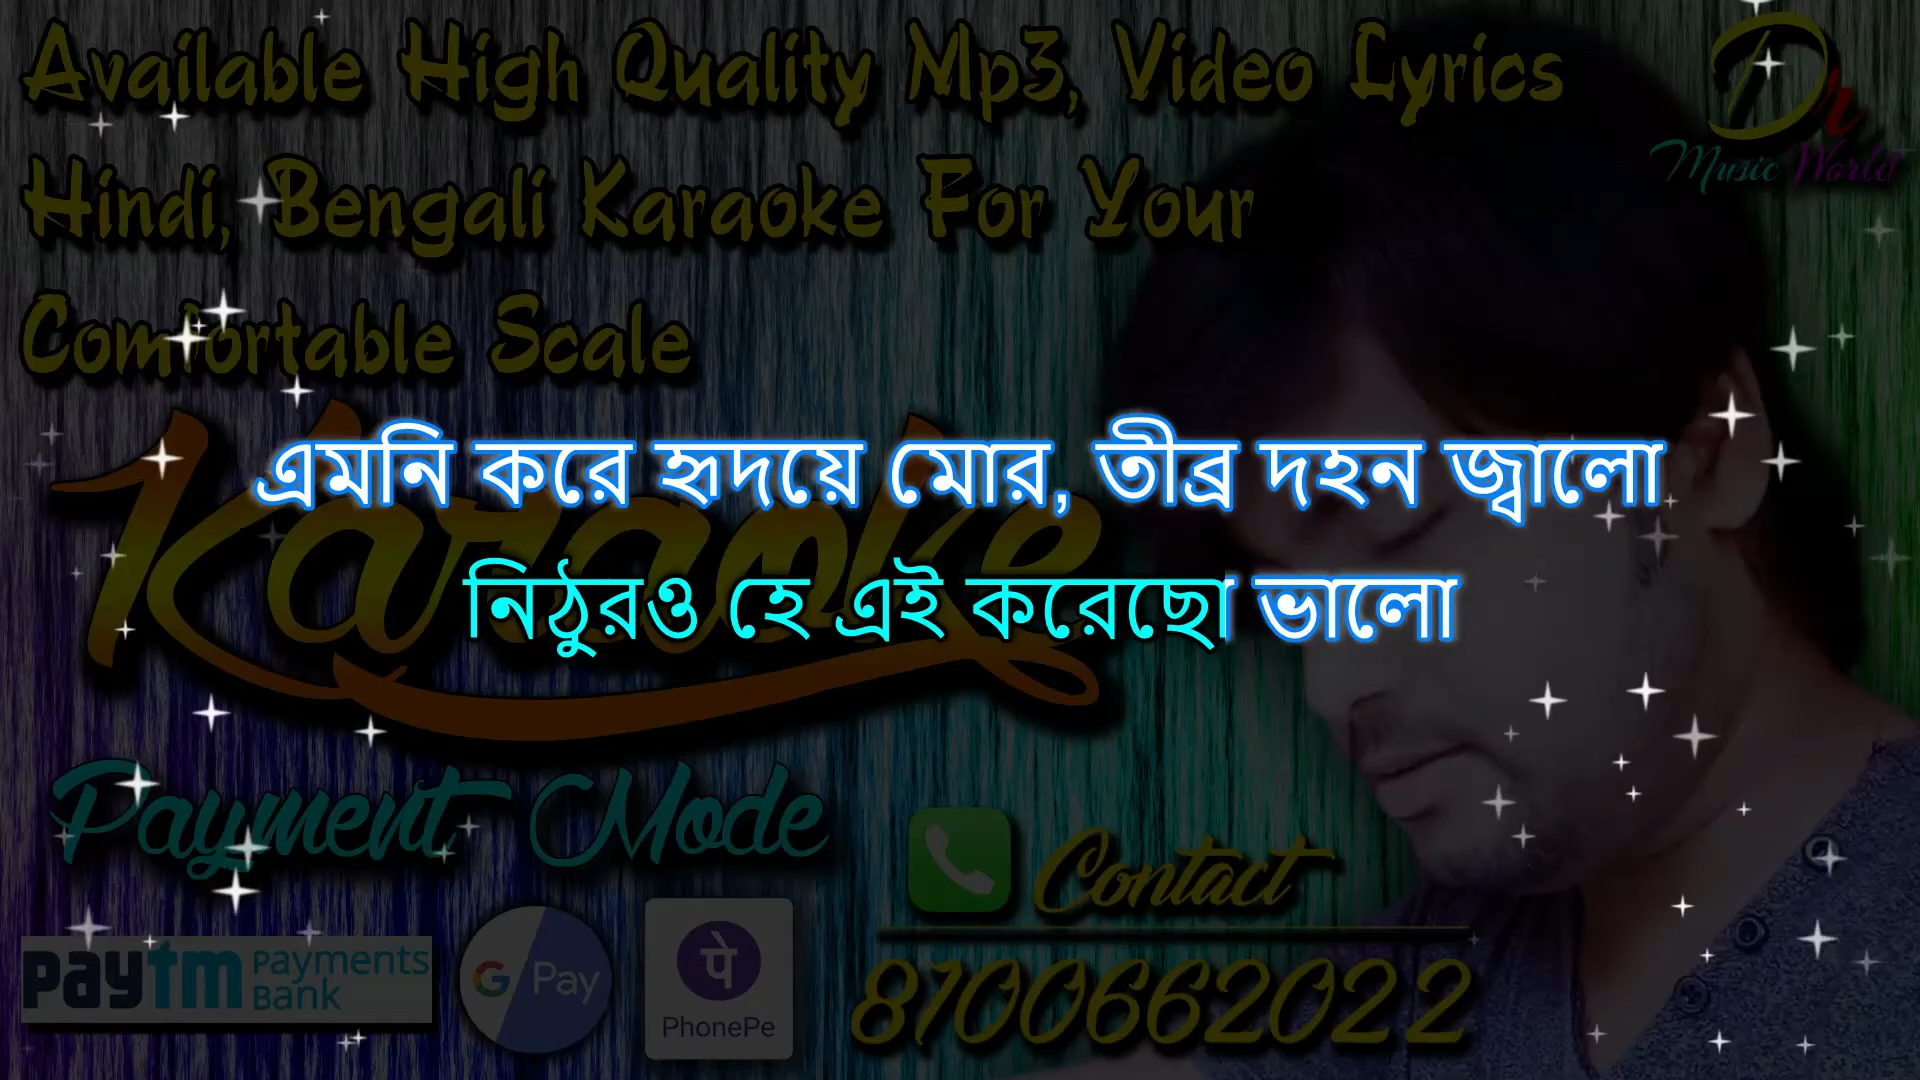 Available High Quality Mp3, Video Lyrics
Hindi, Bengali Karaoke For Your
Comfortable Scale
Dr
Music World
এমনি করে হৃদয়ে মোর, তীব্র দহন জ্বালো
নিঠুরও হে এই করেছো ভালো
Karaoke
Payment Mode
Contact
8100662022
paytm Payments Bank
G Pay
पे
PhonePe